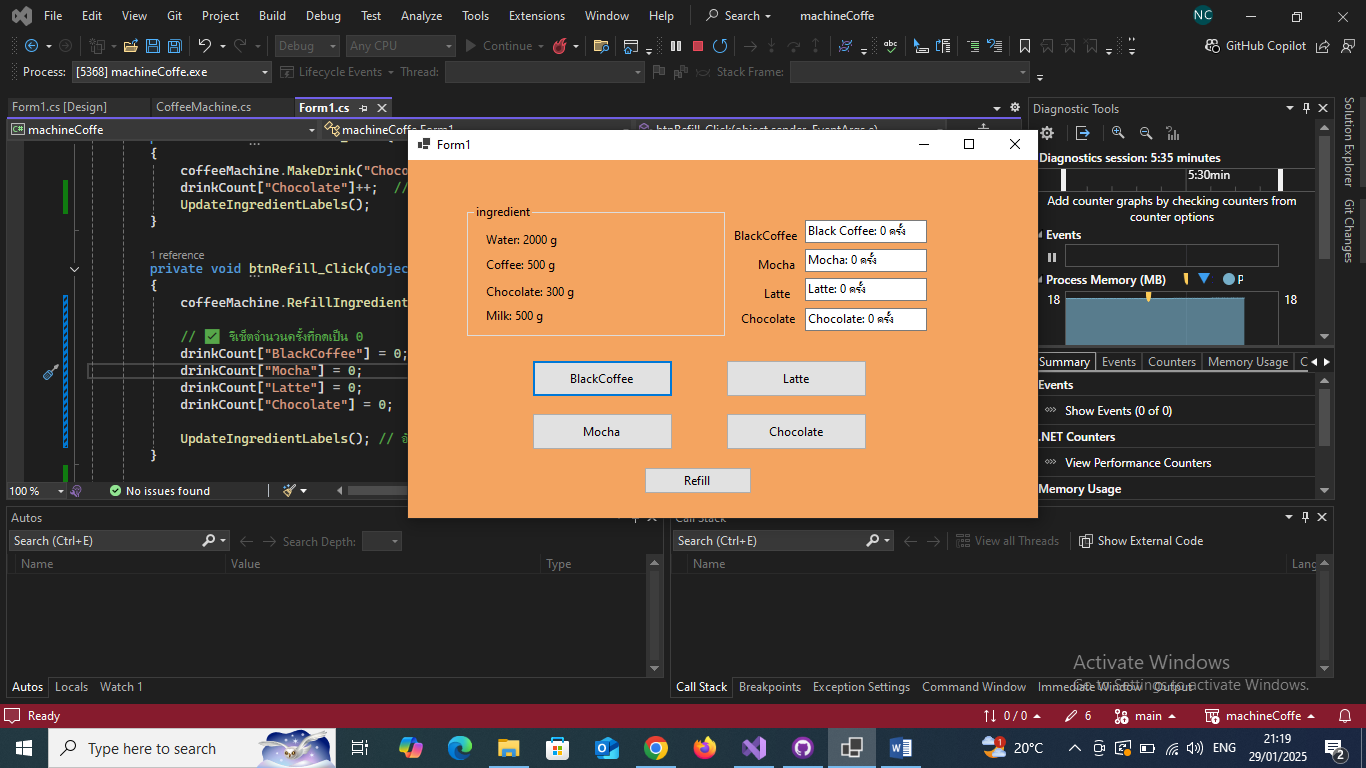 File Edit View Git Project Build Debug Test Analyze Tools Extensions Window Help Search machineCoffe NC
Debug Any CPU Continue GitHub Copilot
Process: [5368] machineCoffe.exe Lifecycle Events Thread: Stack Frame:
Form1.cs [Design] CoffeeMachine.cs Form1.cs
machineCoffe machineCoffe.Form1 btnRefill_Click(object sender, EventArgs e)
{
coffeeMachine.MakeDrink("Choco
drinkCount["Chocolate"]++; //
UpdateIngredientLabels();
}
1 reference
private void btnRefill_Click(objec
{
coffeeMachine.RefillIngredient
// ✅ รีเซ็ตจำนวนครั้งที่กดเป็น 0
drinkCount["BlackCoffee"] = 0;
drinkCount["Mocha"] = 0;
drinkCount["Latte"] = 0;
drinkCount["Chocolate"] = 0;
UpdateIngredientLabels(); //
}
100 % No issues found
Form1
ingredient
Water: 2000 g
Coffee: 500 g
Chocolate: 300 g
Milk: 500 g
BlackCoffee Black Coffee: 0 ครั้ง
Mocha Mocha: 0 ครั้ง
Latte Latte: 0 ครั้ง
Chocolate Chocolate: 0 ครั้ง
BlackCoffee Latte
Mocha Chocolate
Refill
Diagnostic Tools
Diagnostics session: 5:35 minutes
5:30min
Add counter graphs by checking counters from
counter options
Events
Process Memory (MB) P
18 18
Summary Events Counters Memory Usage C
Events
Show Events (0 of 0)
.NET Counters
View Performance Counters
Memory Usage
Solution Explorer
Git Changes
Autos
Search (Ctrl+E) Search Depth:
Name Value Type
Autos Locals Watch 1
Call Stack
Search (Ctrl+E) View all Threads Show External Code
Name Lang
Call Stack Breakpoints Exception Settings Command Window Immediate Window Output
Activate Windows
Go to Settings to activate Windows.
Ready 0 / 0 6 main machineCoffe
Type here to search 1 20°C ENG 21:19
29/01/2025 2